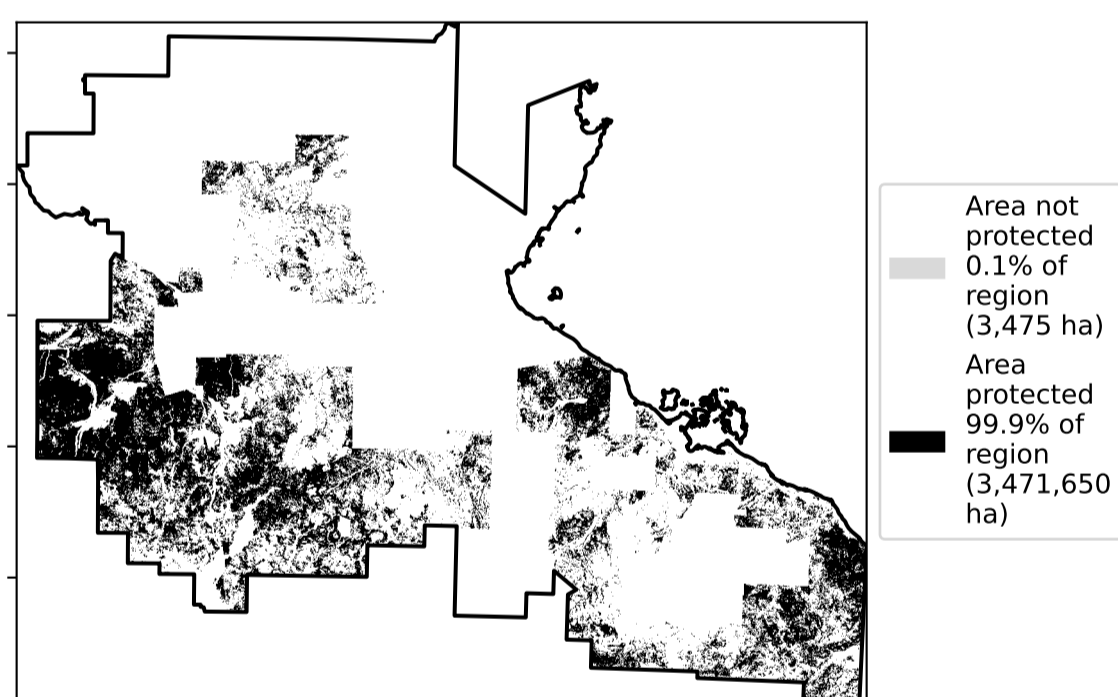 Area not
protected
0.1% of
region
(3,475 ha)
Area
protected
99.9% of
region
(3,471,650
ha)